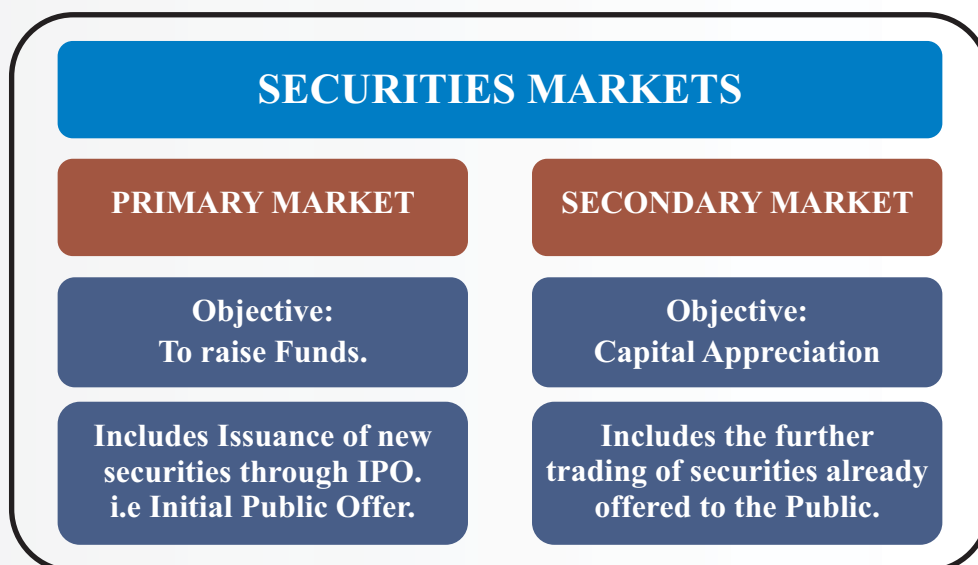 SECURITIES MARKETS
PRIMARY MARKET
SECONDARY MARKET
Objective:
To raise Funds.
Objective:
Capital Appreciation
Includes Issuance of new
securities through IPO.
i.e Initial Public Offer.
Includes the further
trading of securities already
offered to the Public.